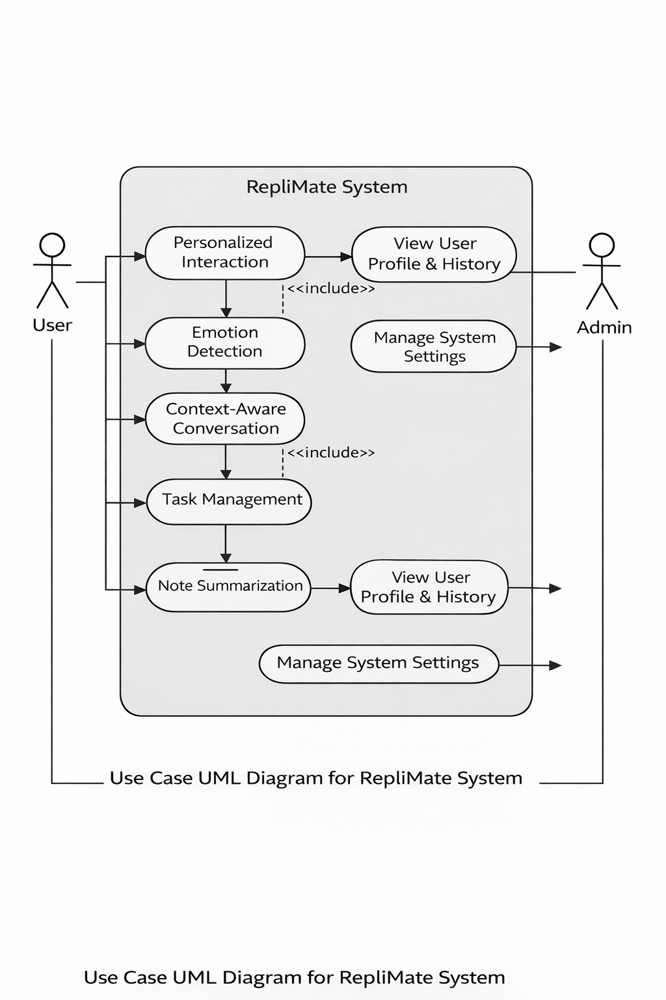 RepliMate System
Personalized
Interaction
View User
Profile & History
<<include>>
User
Admin
Emotion
Detection
Manage System
Settings
Context-Aware
Conversation
<<include>>
Task Management
Note Summarization
View User
Profile & History
Manage System Settings
Use Case UML Diagram for RepliMate System
Use Case UML Diagram for RepliMate System